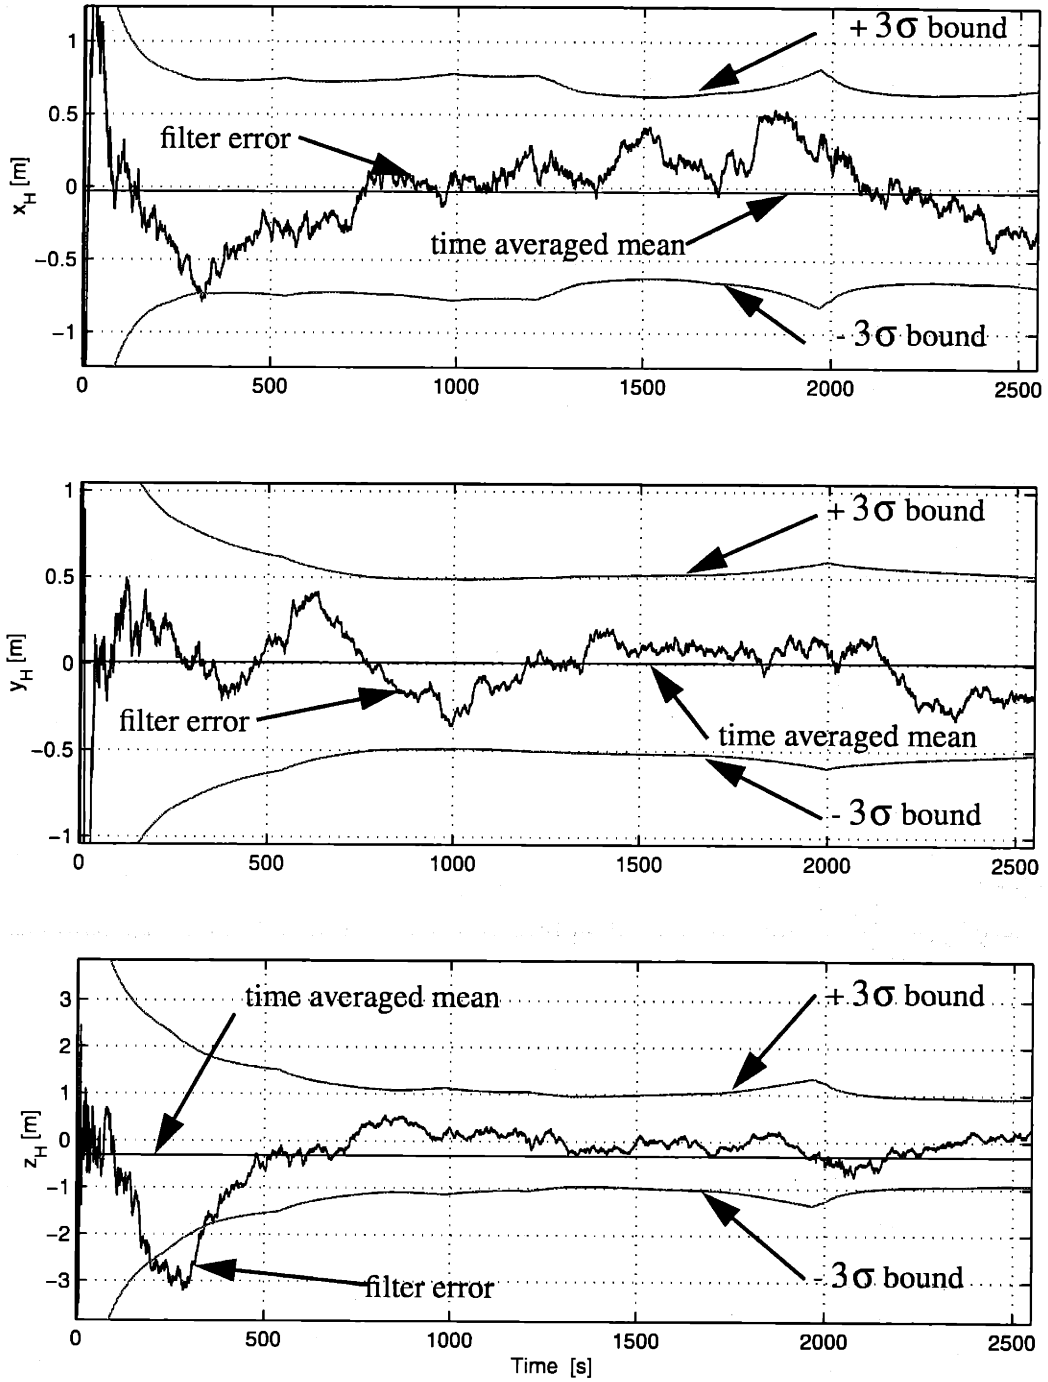 + 3σ bound
filter error
time averaged mean
- 3σ bound
x_H [m]
1
0.5
0
−0.5
−1
0 500 1000 1500 2000 2500
+ 3σ bound
filter error
time averaged mean
- 3σ bound
y_H [m]
1
0.5
0
−0.5
−1
0 500 1000 1500 2000 2500
time averaged mean
+ 3σ bound
- 3σ bound
filter error
z_H [m]
3
2
1
0
−1
−2
−3
0 500 1000 1500 2000 2500
Time [s]